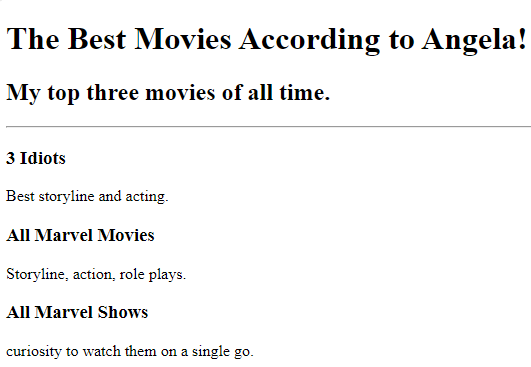 The Best Movies According to Angela!
My top three movies of all time.
3 Idiots
Best storyline and acting.
All Marvel Movies
Storyline, action, role plays.
All Marvel Shows
curiosity to watch them on a single go.